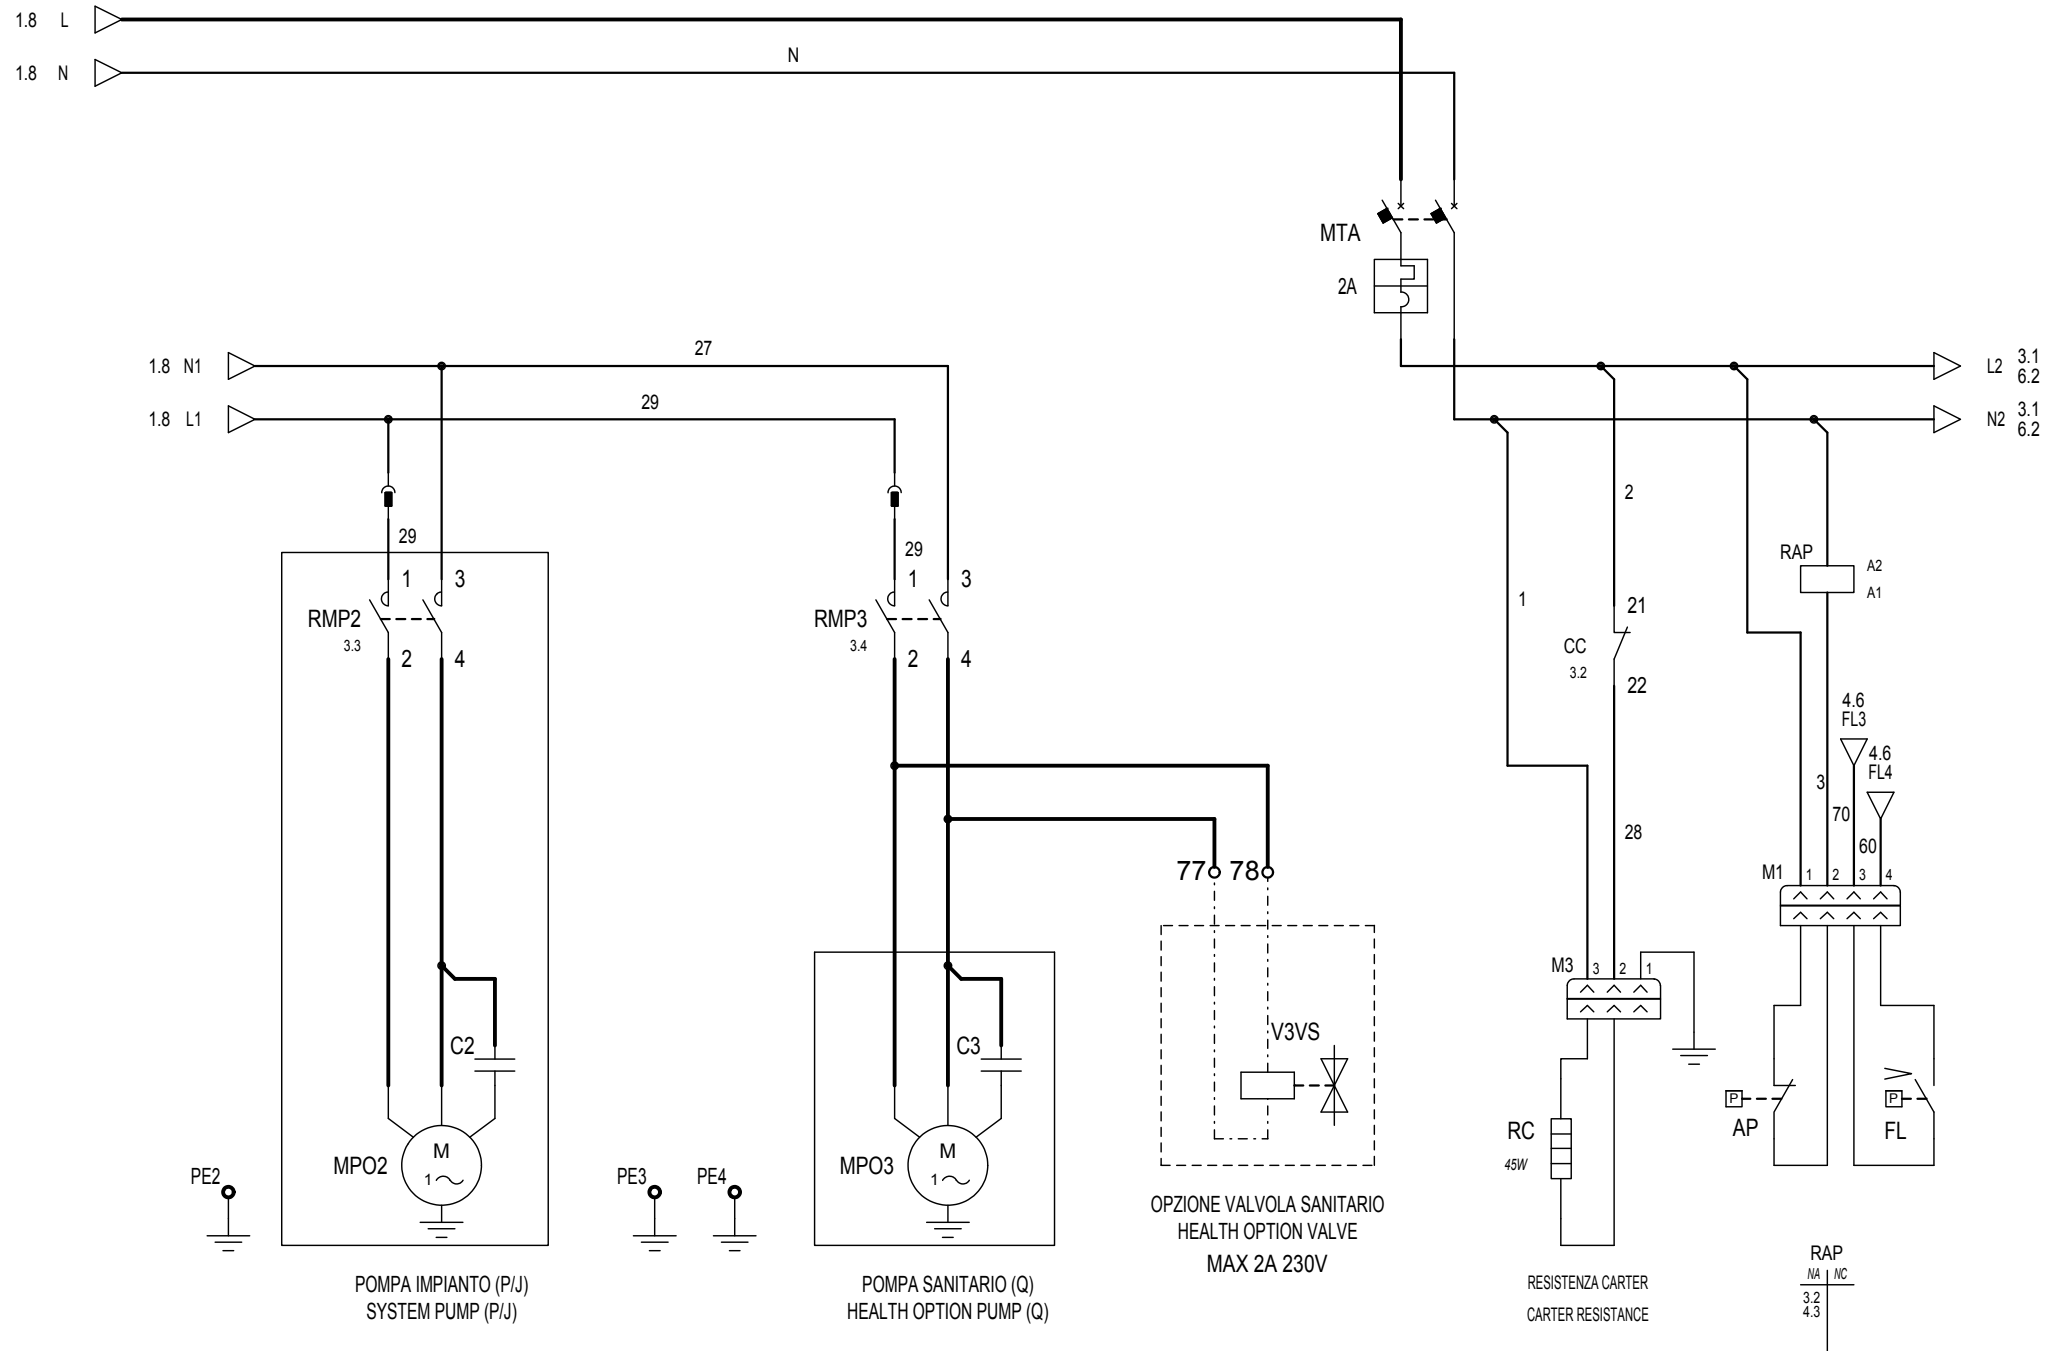 1.8 L
N
1.8 N
MTA
2A
27
1.8 N1
L2 3.1
6.2
29
1.8 L1
N2 3.1
6.2
2
29
29
RAP A2
A1
1 3
1 3
1
21
RMP2
3.3
RMP3
3.4
CC
3.2
2 4
2 4
22
4.6
FL3
4.6
FL4
3
70
28
60
77 78
M1 1 2 3 4
M3 3 2 1
C2
C3
V3VS
P
AP
P
FL
RC
45W
M
1
MPO2
M
1
MPO3
PE2
PE3
PE4
OPZIONE VALVOLA SANITARIO
HEALTH OPTION VALVE
MAX 2A 230V
POMPA IMPIANTO (P/J)
SYSTEM PUMP (P/J)
POMPA SANITARIO (Q)
HEALTH OPTION PUMP (Q)
RESISTENZA CARTER
CARTER RESISTANCE
RAP
NA NC
3.2
4.3